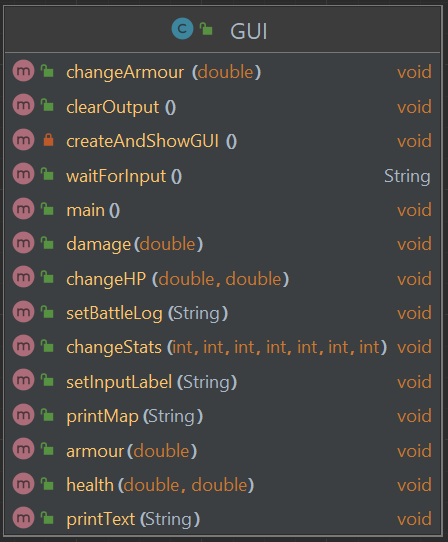 C GUI
m changeArmour (double) void
m clearOutput () void
m createAndShowGUI () void
m waitForInput () String
m main () void
m damage (double) void
m changeHP (double, double) void
m setBattleLog (String) void
m changeStats (int, int, int, int, int, int, int) void
m setInputLabel (String) void
m printMap (String) void
m armour (double) void
m health (double, double) void
m printText (String) void